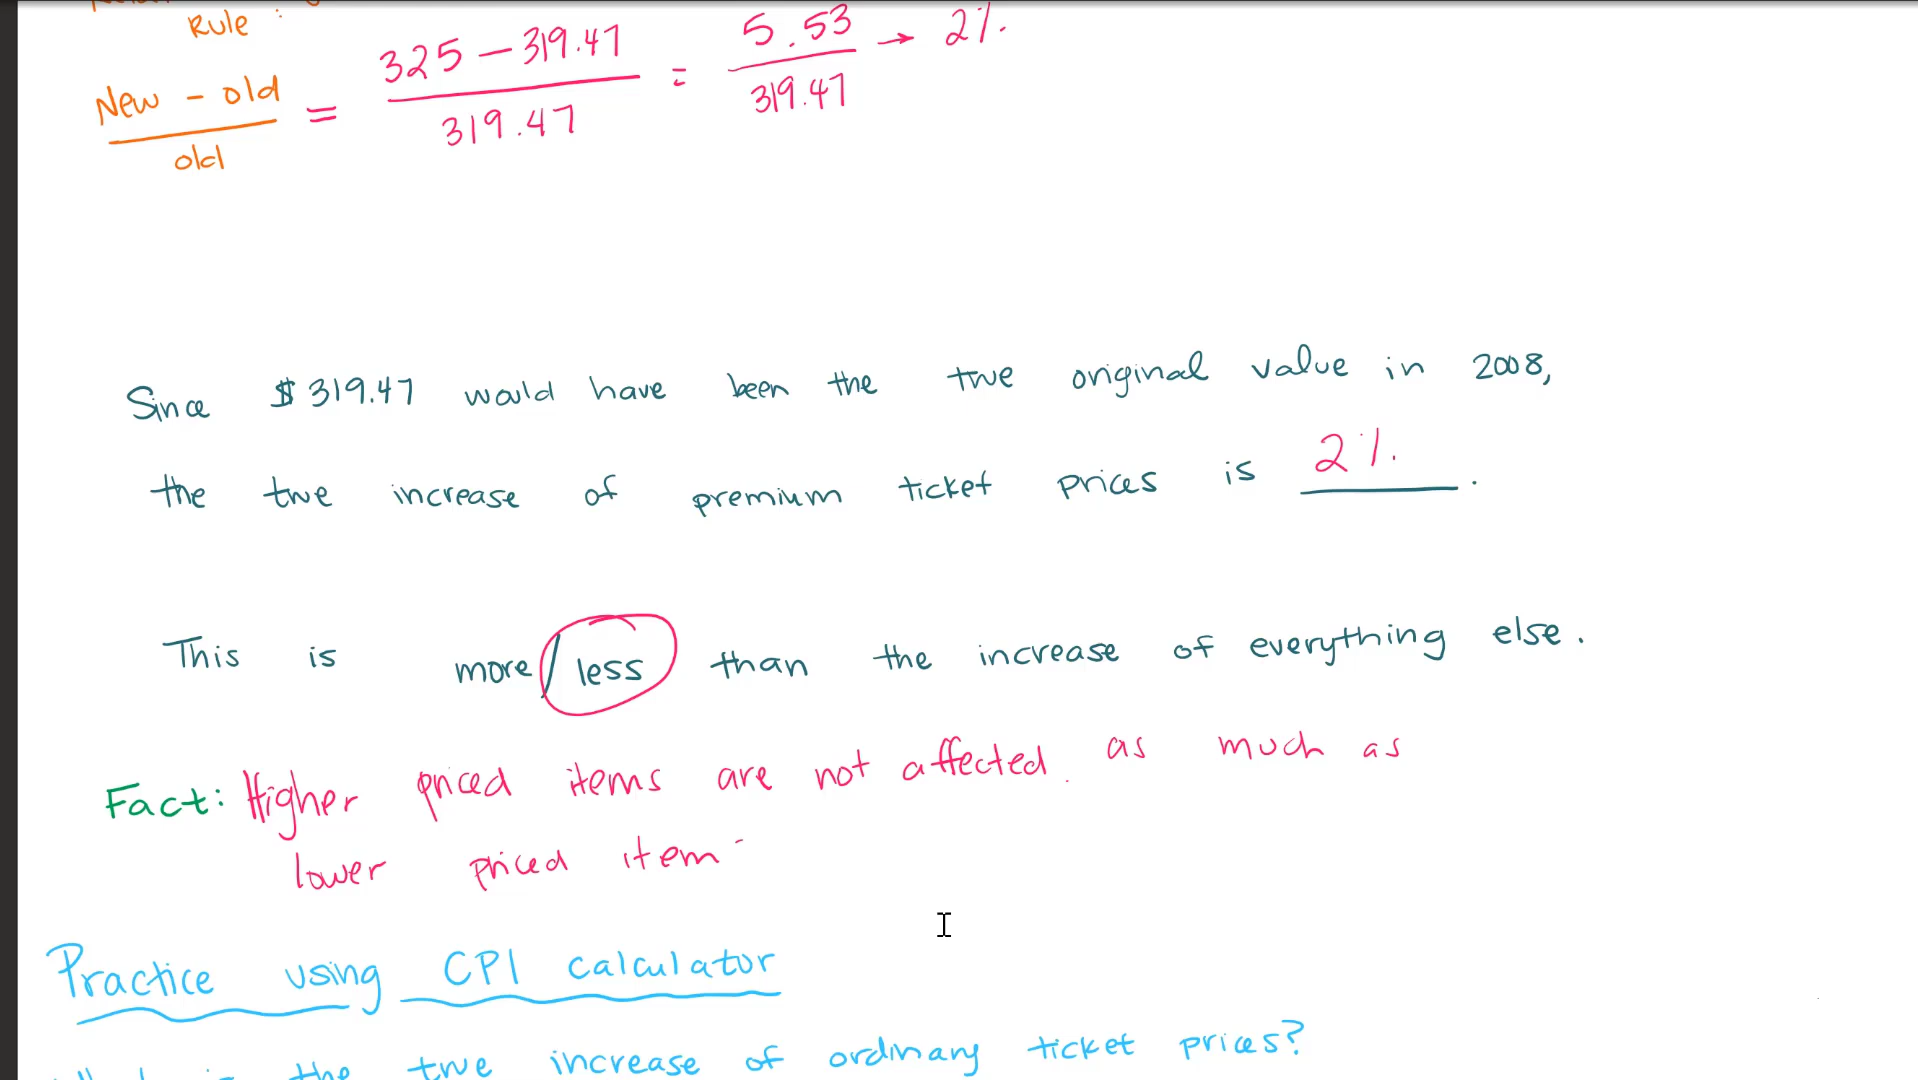 Rule :
New - old / old = 325 - 319.47 / 319.47 = 5.53 / 319.47 → 2%.
Since $319.47 would have been the true original value in 2008,
the true increase of premium ticket prices is 2%.
This is more/less than the increase of everything else.
Fact: Higher priced items are not affected as much as
lower priced item
Practice using CPI calculator
the true increase of ordinary ticket prices?